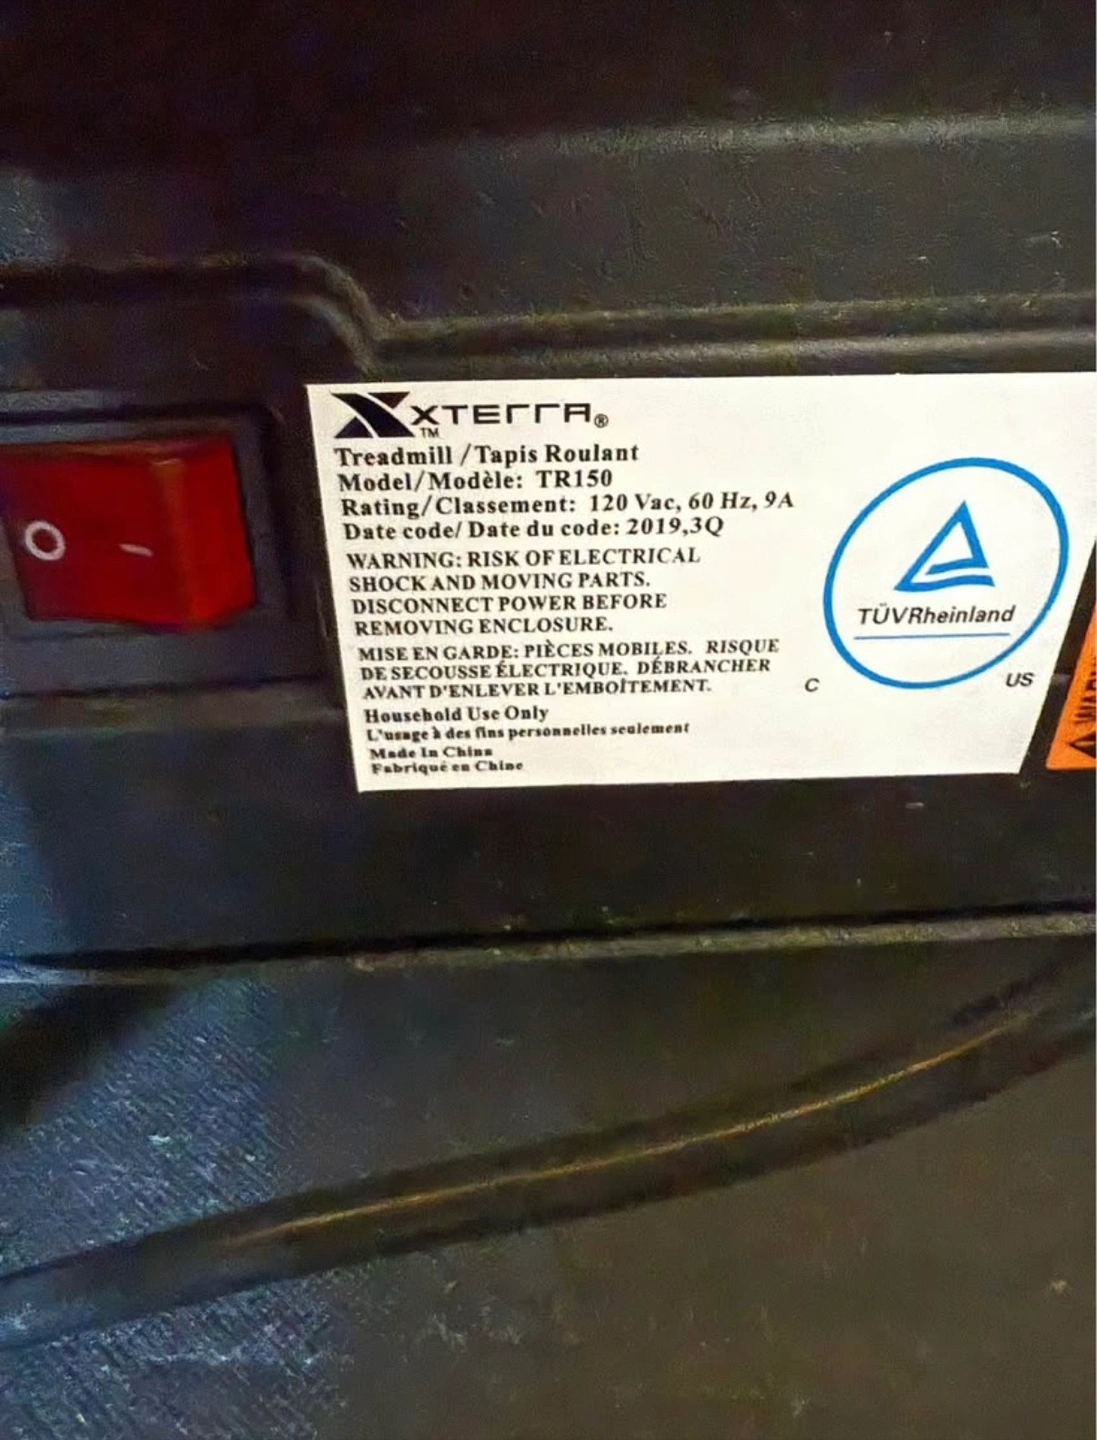 XTERRA®
TM
Treadmill / Tapis Roulant
Model/Modèle: TR150
Rating/Classement: 120 Vac, 60 Hz, 9A
Date code/ Date du code: 2019,3Q
WARNING: RISK OF ELECTRICAL
SHOCK AND MOVING PARTS.
DISCONNECT POWER BEFORE
REMOVING ENCLOSURE.
MISE EN GARDE: PIÈCES MOBILES. RISQUE
DE SECOUSSE ÉLECTRIQUE. DÉBRANCHER
AVANT D'ENLEVER L'EMBOÎTEMENT.
Household Use Only
L'usage à des fins personnelles seulement
Made In China
Fabriqué en Chine
TÜVRheinland
C US